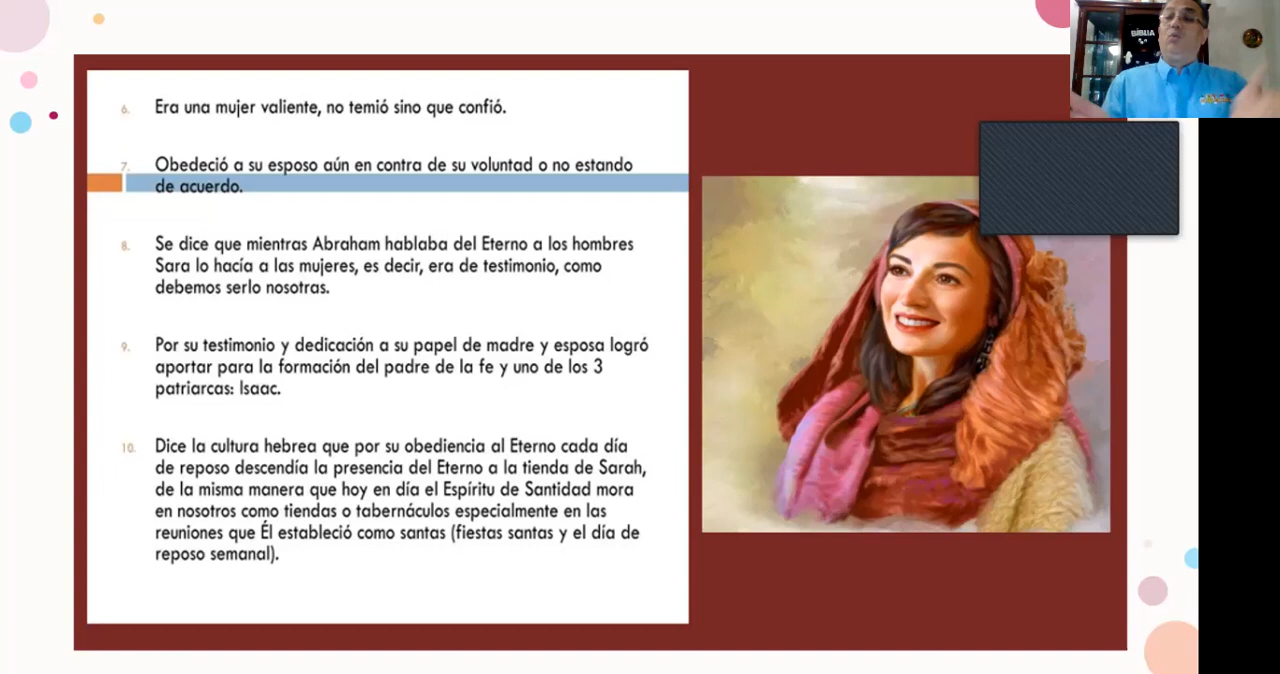 BÍBLIA
6. Era una mujer valiente, no temió sino que confió.
7. Obedeció a su esposo aún en contra de su voluntad o no estando
de acuerdo.
8. Se dice que mientras Abraham hablaba del Eterno a los hombres
Sara lo hacía a las mujeres, es decir, era de testimonio, como
debemos serlo nosotras.
9. Por su testimonio y dedicación a su papel de madre y esposa logró
aportar para la formación del padre de la fe y uno de los 3
patriarcas: Isaac.
10. Dice la cultura hebrea que por su obediencia al Eterno cada día
de reposo descendía la presencia del Eterno a la tienda de Sarah,
de la misma manera que hoy en día el Espíritu de Santidad mora
en nosotros como tiendas o tabernáculos especialmente en las
reuniones que Él estableció como santas (fiestas santas y el día de
reposo semanal).